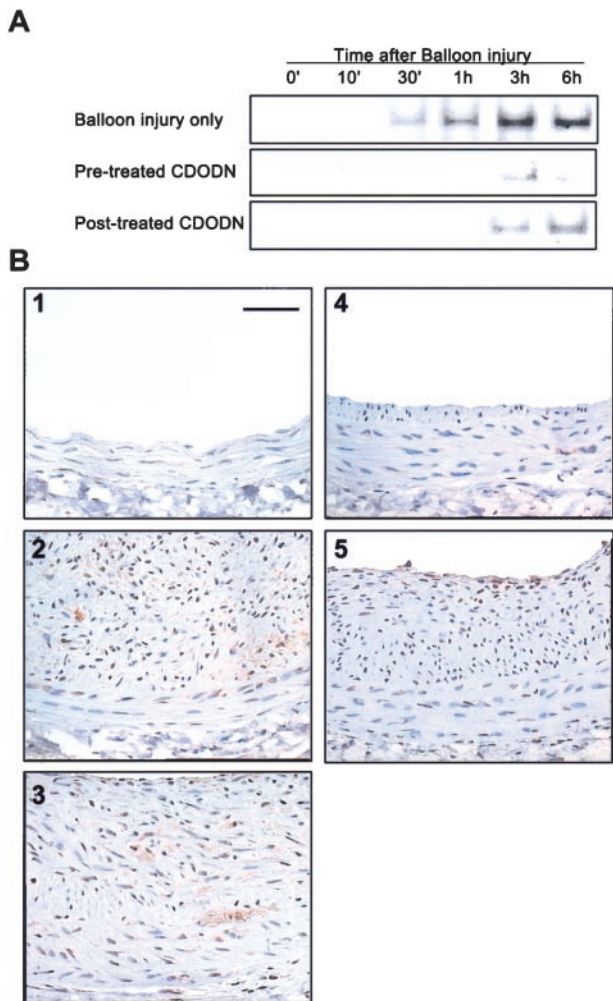 A
Time after Balloon injury
0' 10' 30' 1h 3h 6h
Balloon injury only
Pre-treated CDODN
Post-treated CDODN
B
1
4
2
5
3